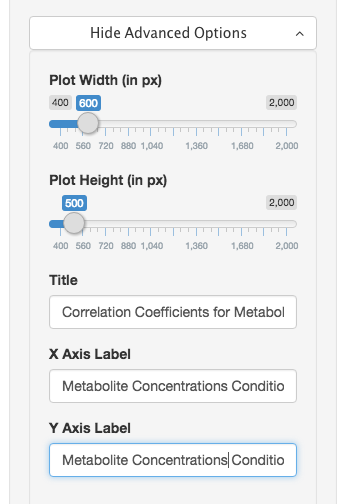 Hide Advanced Options
Plot Width (in px)
400 600 2,000
400 560 720 880 1,040 1,360 1,680 2,000
Plot Height (in px)
500 2,000
400 560 720 880 1,040 1,360 1,680 2,000
Title
Correlation Coefficients for Metabol
X Axis Label
Metabolite Concentrations Conditio
Y Axis Label
Metabolite Concentrations Conditio